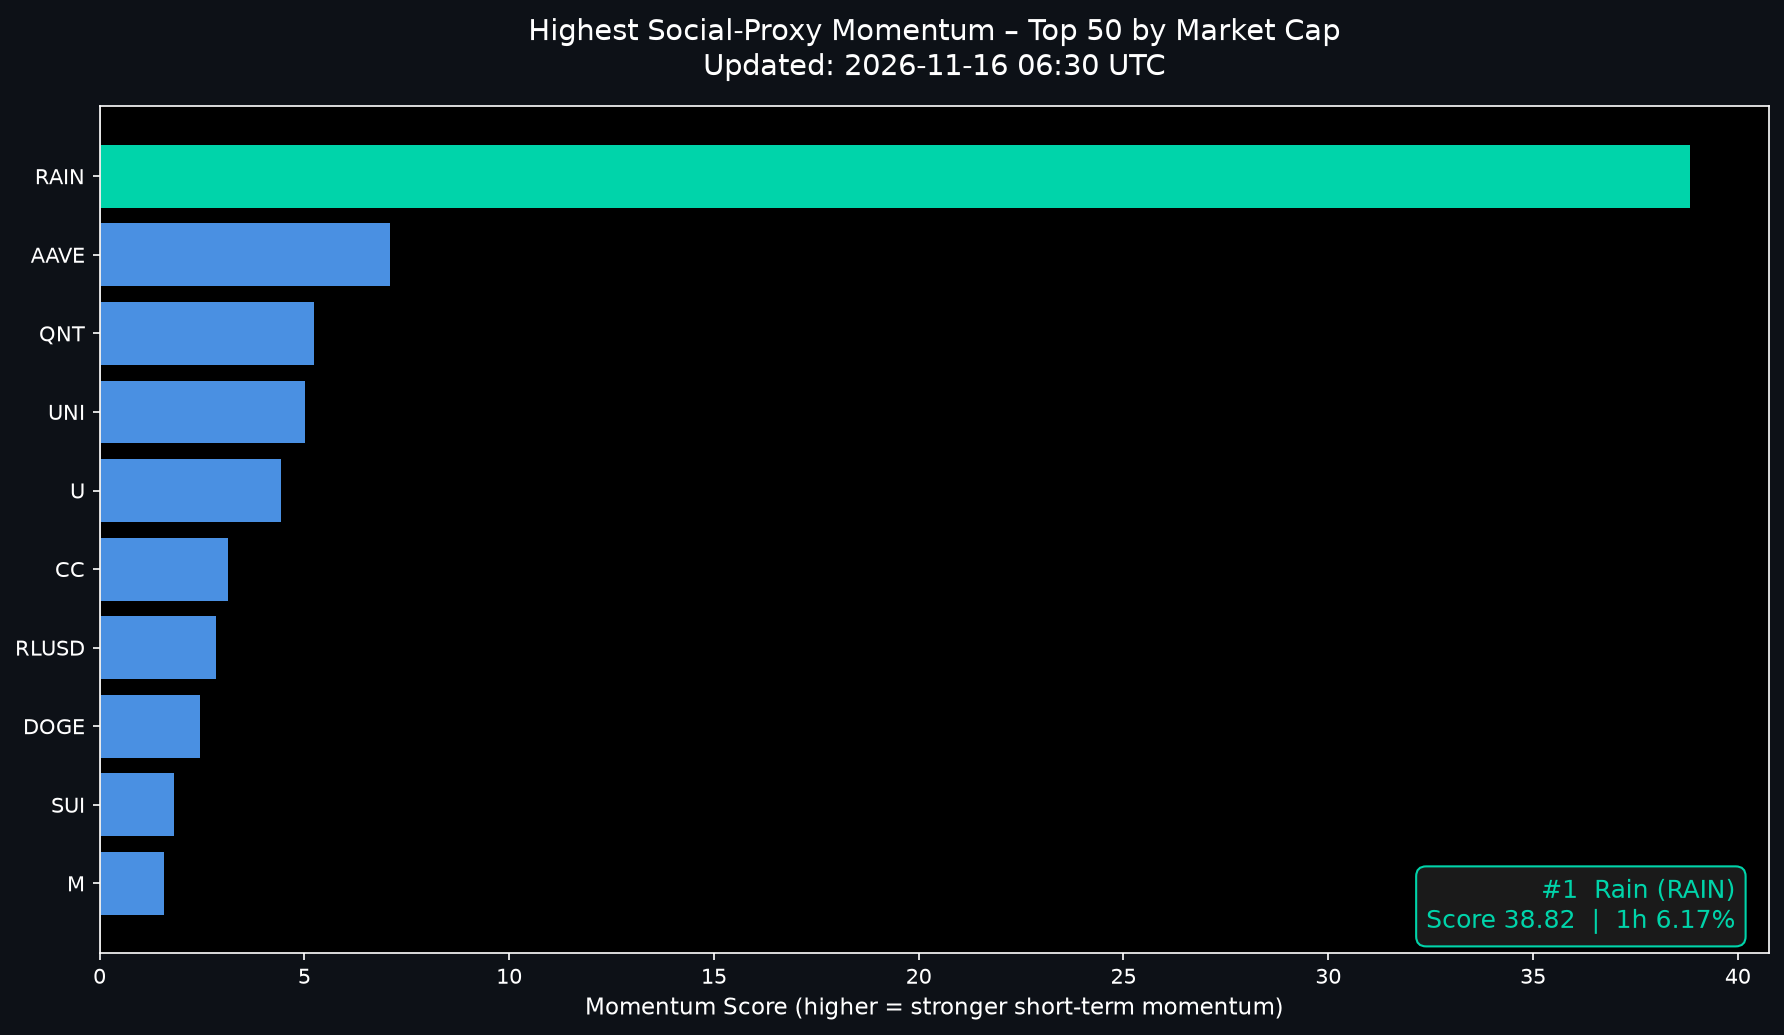 Highest Social-Proxy Momentum – Top 50 by Market Cap
Updated: 2026-11-16 06:30 UTC
RAIN
AAVE
QNT
UNI
U
CC
RLUSD
DOGE
SUI
M
#1  Rain (RAIN)
Score 38.82  |  1h 6.17%
0 5 10 15 20 25 30 35 40
Momentum Score (higher = stronger short-term momentum)